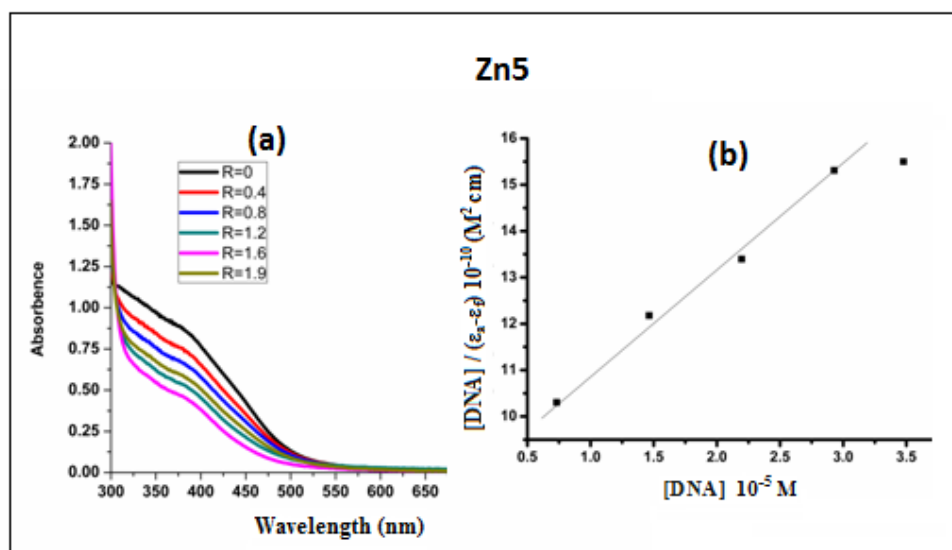 Zn5
(a)
2.00
1.75
1.50
1.25
1.00
0.75
0.50
0.25
0.00
Absorbence
R=0
R=0.4
R=0.8
R=1.2
R=1.6
R=1.9
300 350 400 450 500 550 600 650
Wavelength (nm)
(b)
16
15
14
13
12
11
10
[DNA] / (εa-εf) 10⁻¹⁰ (M² cm)
0.5 1.0 1.5 2.0 2.5 3.0 3.5
[DNA] 10⁻⁵ M